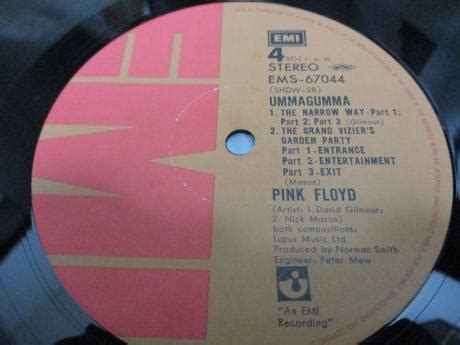 EMI
EMI
4 33⅓ r. p. m.
STEREO
EMS-67044
(SHDW-28)
UMMAGUMMA
1. THE NARROW WAY-Part 1;
Part 2; Part 3 (Gilmour)
2. THE GRAND VIZIER'S
GARDEN PARTY
Part 1-ENTRANCE
Part 2-ENTERTAINMENT
Part 3-EXIT
(Mason)
PINK FLOYD
(Artist: 1. David Gilmour;
2. Nick Mason)
both compositions:
Lupus Music Ltd.
Produced by Norman Smith
Engineer: Peter Mew
"An EMI
Recording"